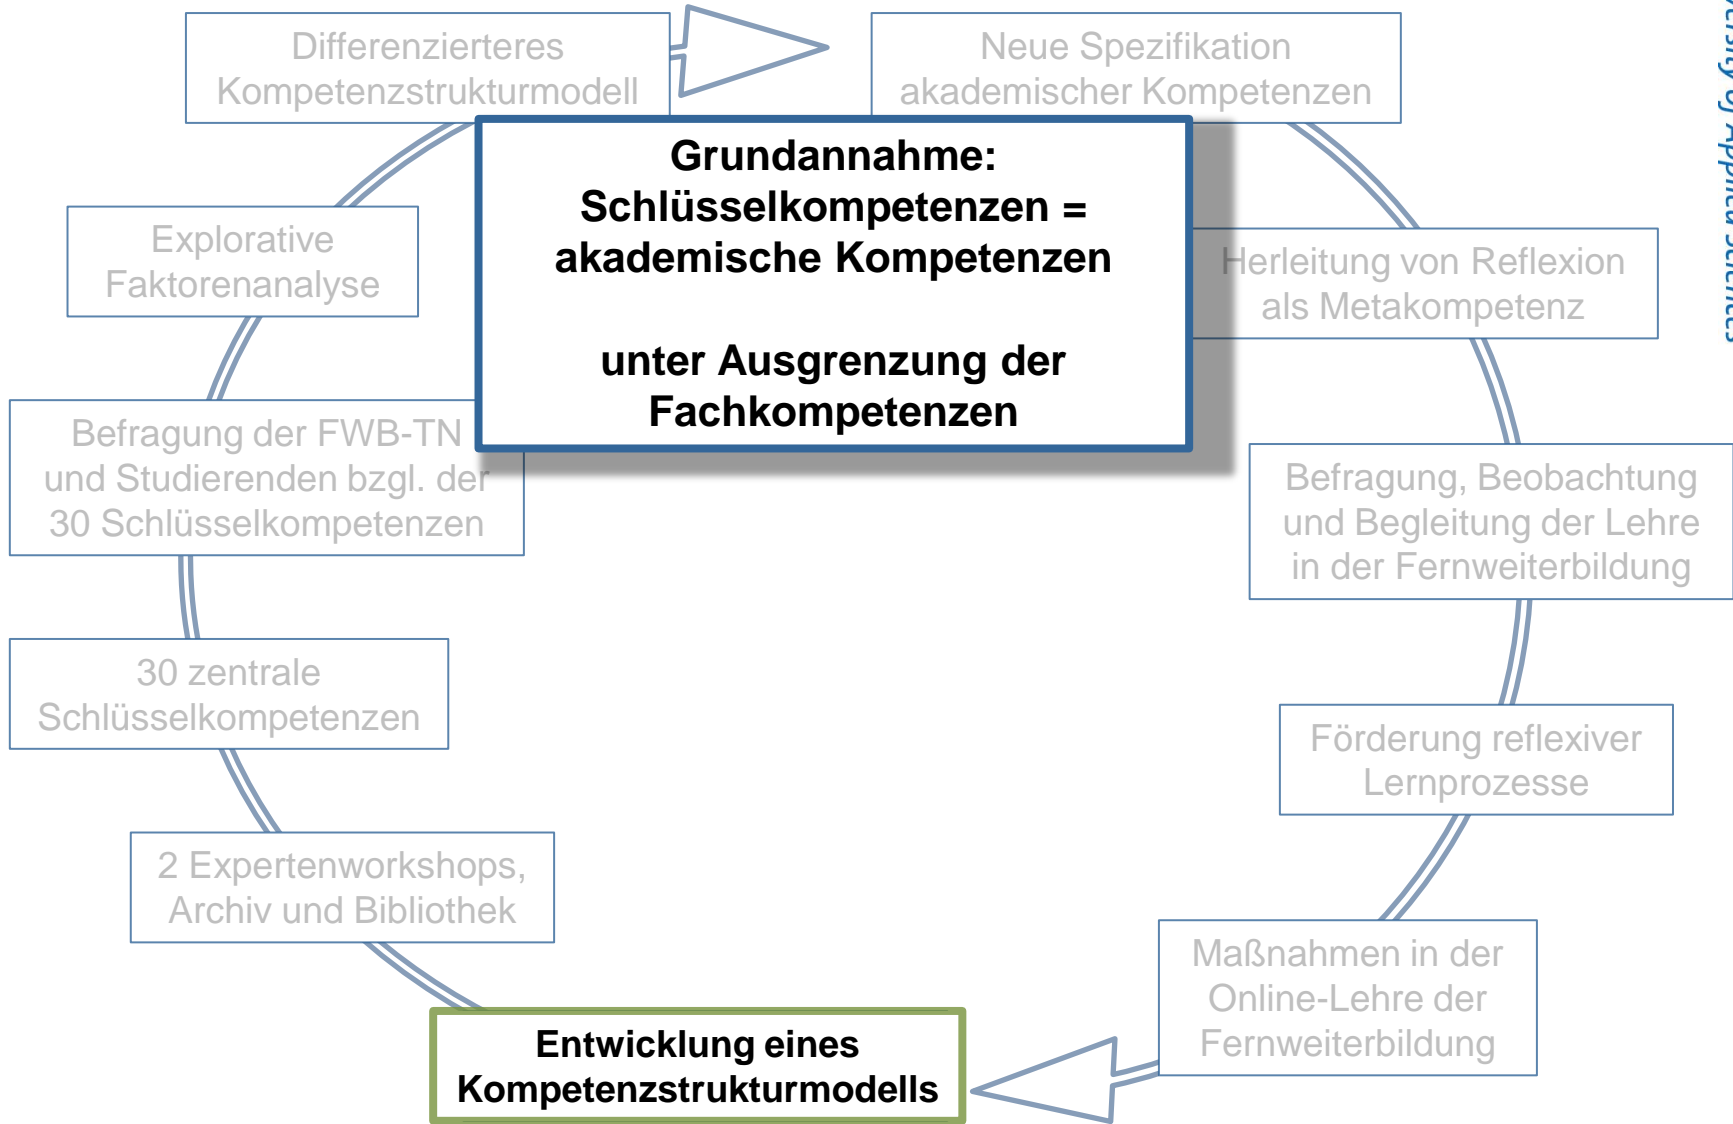 Differenzierteres
Kompetenzstrukturmodell
Neue Spezifikation
akademischer Kompetenzen
Grundannahme:
Schlüsselkompetenzen =
akademische Kompetenzen
unter Ausgrenzung der
Fachkompetenzen
Explorative
Faktorenanalyse
Herleitung von Reflexion
als Metakompetenz
Befragung der FWB-TN
und Studierenden bzgl. der
30 Schlüsselkompetenzen
Befragung, Beobachtung
und Begleitung der Lehre
in der Fernweiterbildung
30 zentrale
Schlüsselkompetenzen
Förderung reflexiver
Lernprozesse
2 Expertenworkshops,
Archiv und Bibliothek
Maßnahmen in der
Online-Lehre der
Fernweiterbildung
Entwicklung eines
Kompetenzstrukturmodells
of Applied Sciences